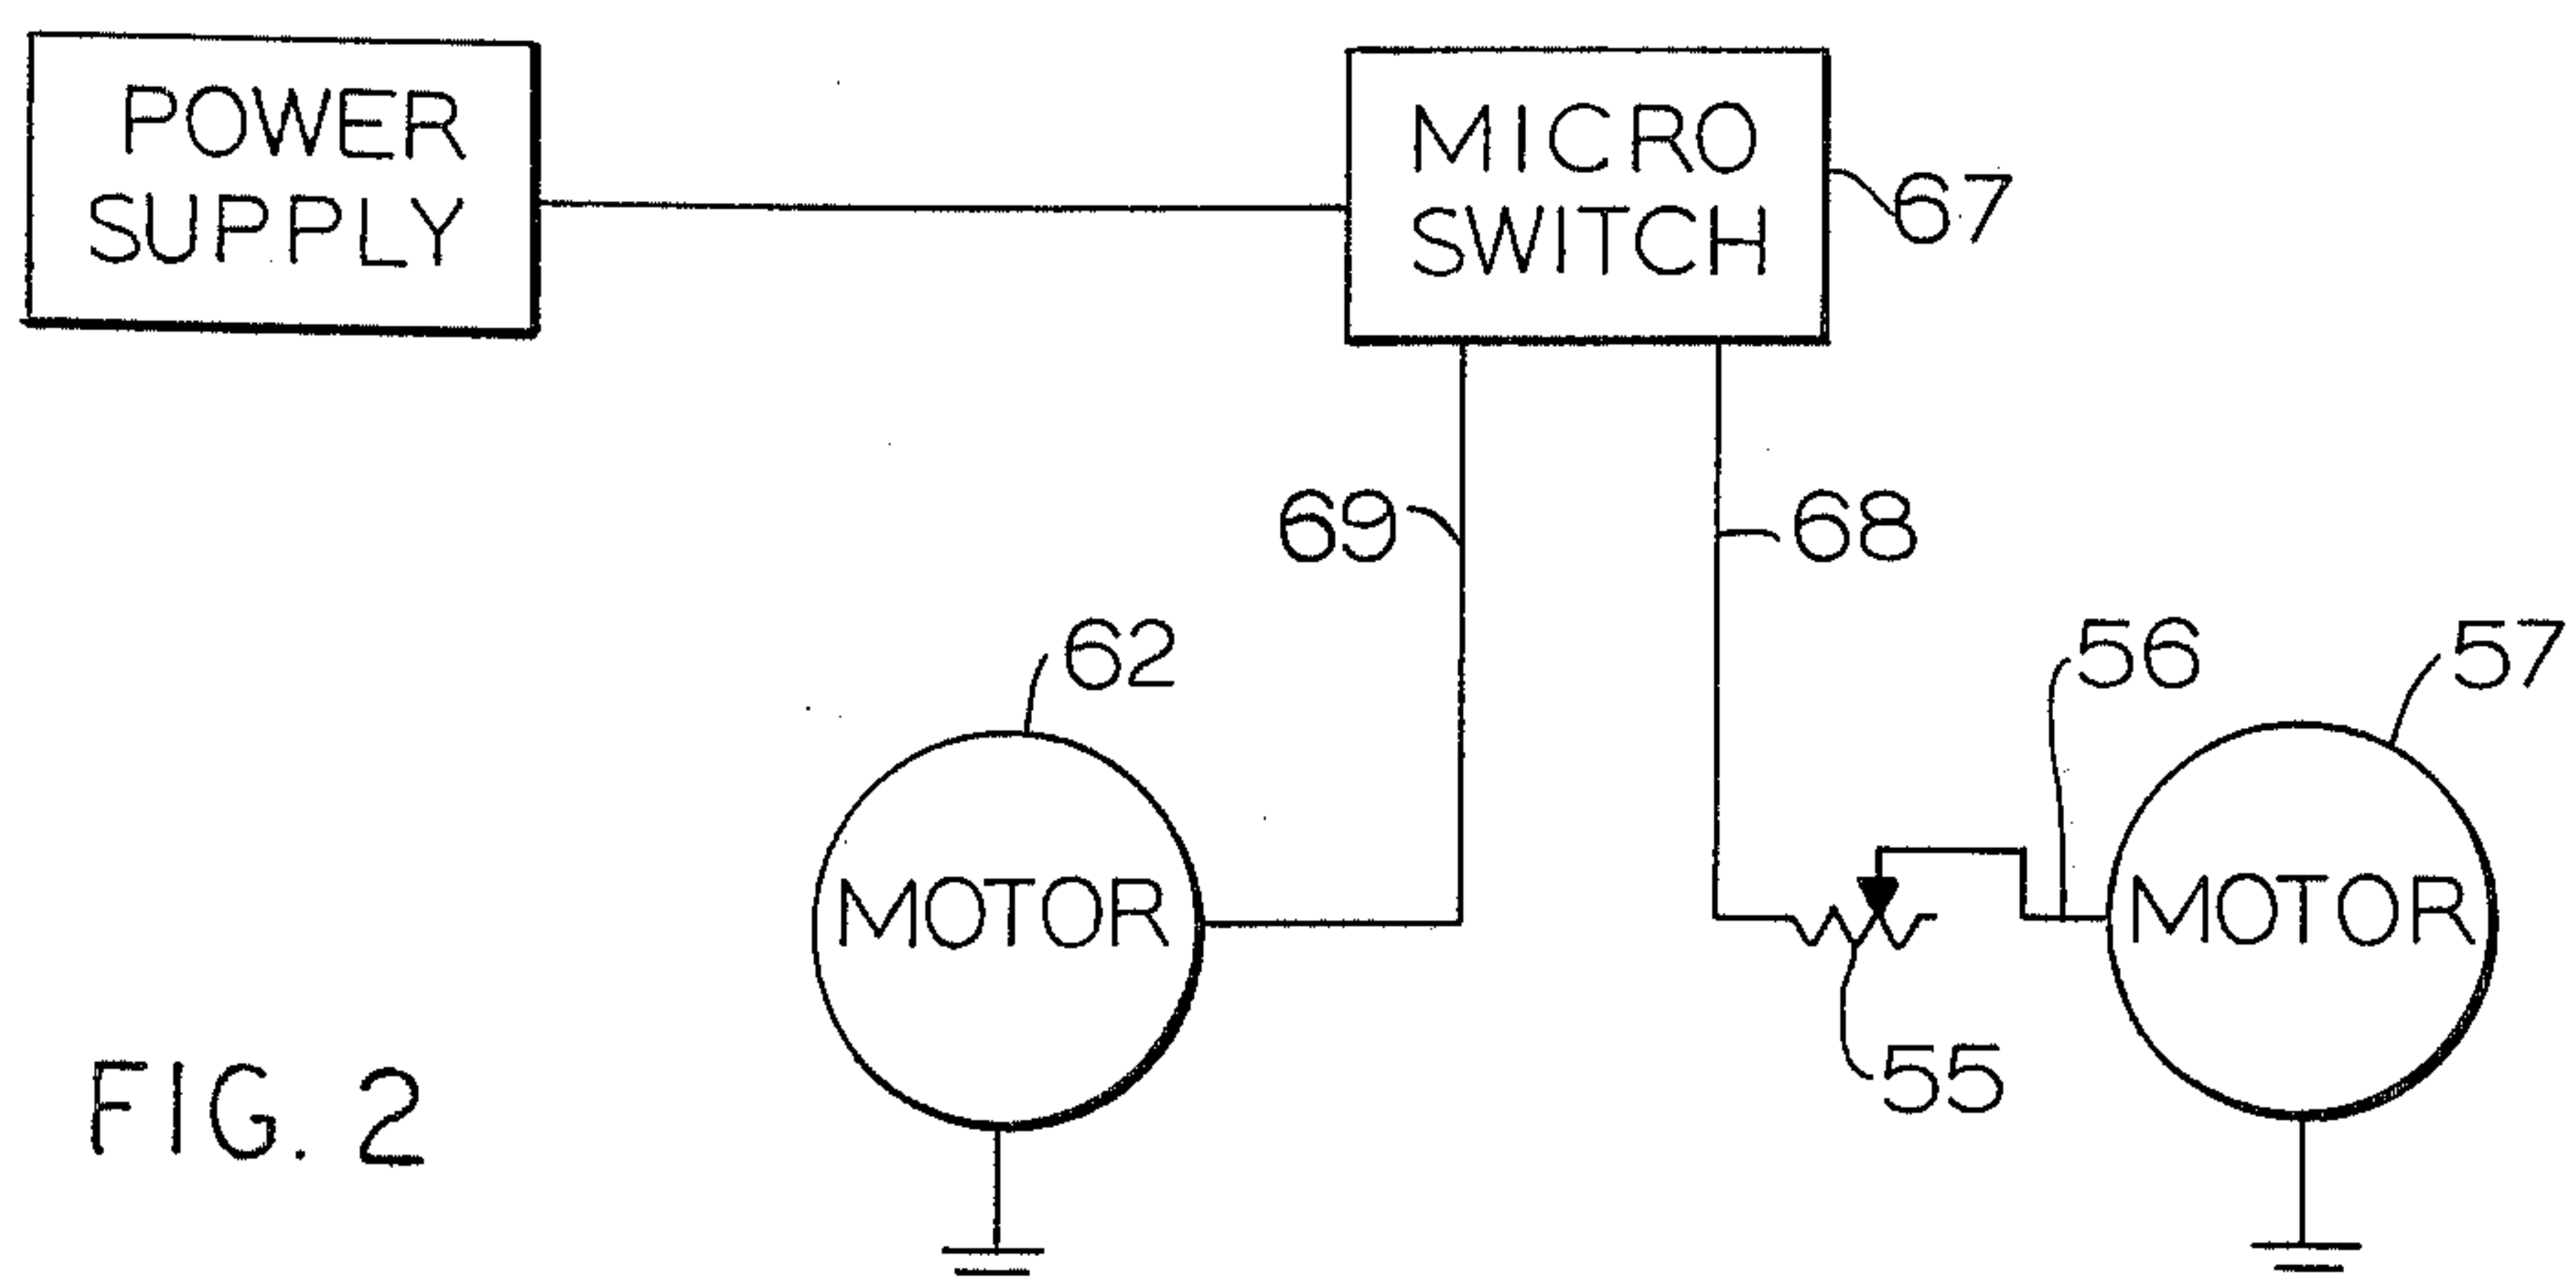 POWER
SUPPLY
MICRO
SWITCH
67
69
68
62
56
57
MOTOR
MOTOR
55
FIG. 2